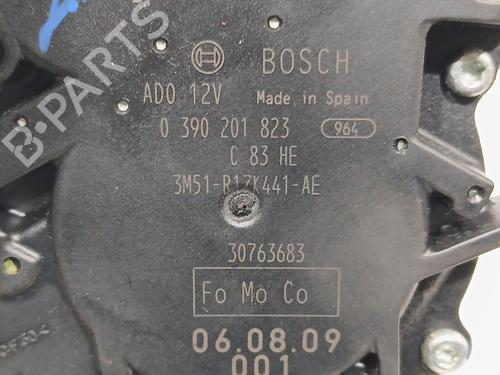 BOSCH
ADO 12V Made in Spain
0 390 201 823 964
C 83 HE
3M51-R17K441-AE
30763683
Fo Mo Co
06.08.09
001
B-PARTS